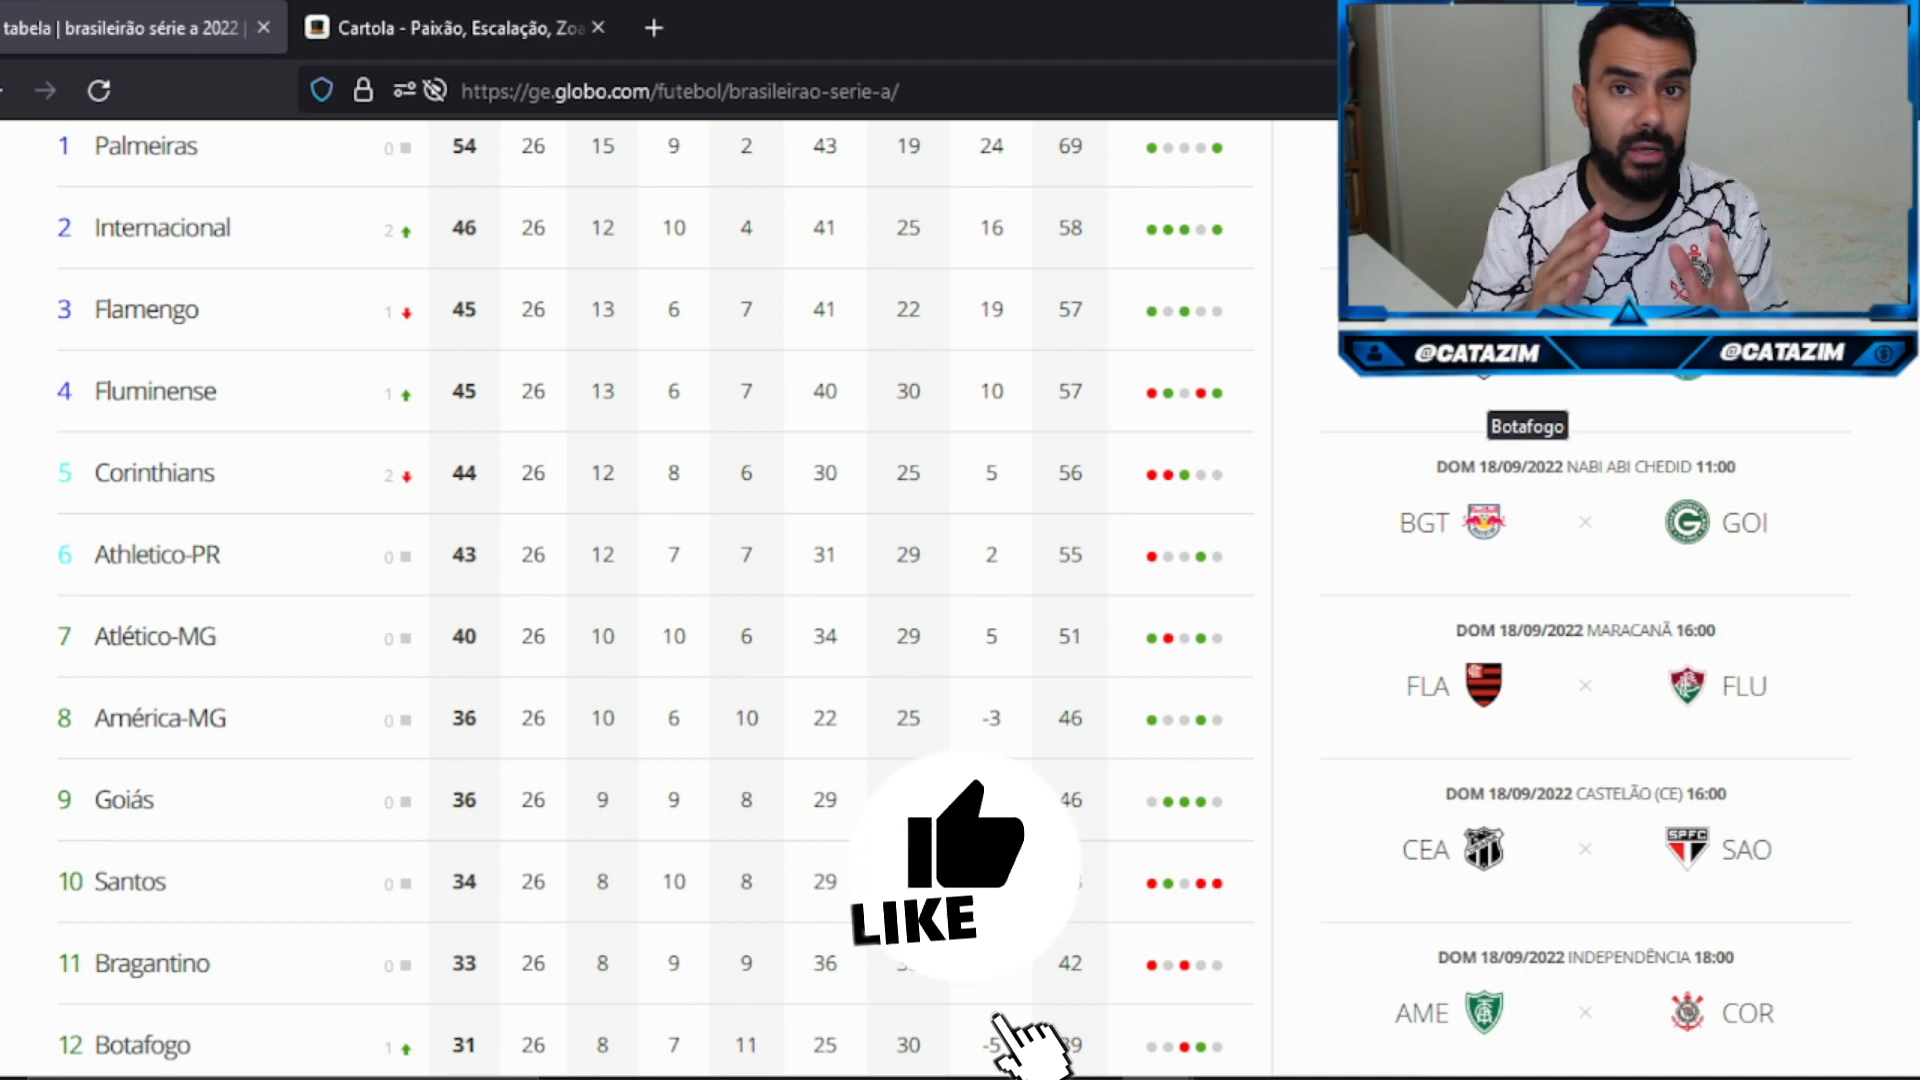 tabela | brasileirão série a 2022 |
Cartola - Paixão, Escalação, Zoa
https://ge.globo.com/futebol/brasileirao-serie-a/
1 Palmeiras 0 54 26 15 9 2 43 19 24 69
2 Internacional 2 46 26 12 10 4 41 25 16 58
3 Flamengo 1 45 26 13 6 7 41 22 19 57
4 Fluminense 1 45 26 13 6 7 40 30 10 57
5 Corinthians 2 44 26 12 8 6 30 25 5 56
6 Athletico-PR 0 43 26 12 7 7 31 29 2 55
7 Atlético-MG 0 40 26 10 10 6 34 29 5 51
8 América-MG 0 36 26 10 6 10 22 25 -3 46
9 Goiás 0 36 26 9 9 8 29 46
10 Santos 0 34 26 8 10 8 29
11 Bragantino 0 33 26 8 9 9 36 42
12 Botafogo 1 31 26 8 7 11 25 30 -5 39
LIKE
@CATAZIM @CATAZIM
Botafogo
DOM 18/09/2022 NABI ABI CHEDID 11:00
BGT × GOI
DOM 18/09/2022 MARACANÃ 16:00
FLA × FLU
DOM 18/09/2022 CASTELÃO (CE) 16:00
CEA × SPFC SAO
DOM 18/09/2022 INDEPENDÊNCIA 18:00
AME × COR